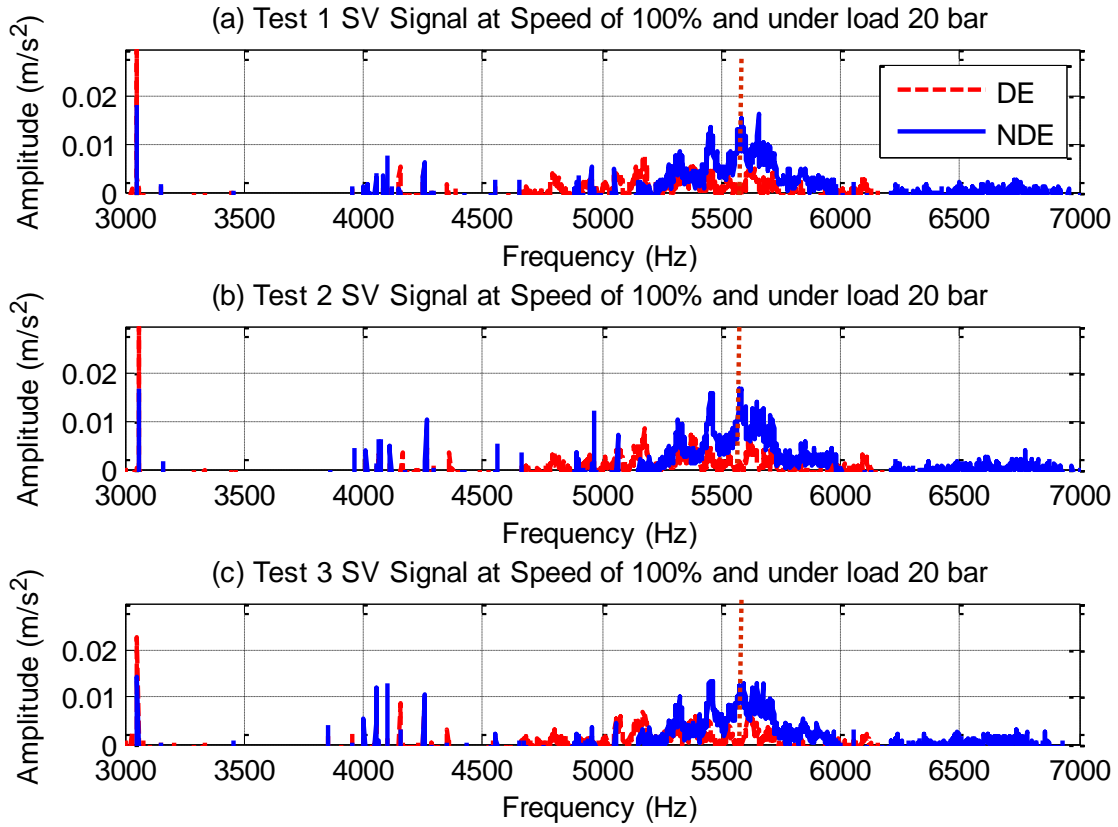 (a) Test 1 SV Signal at Speed of 100% and under load 20 bar
Amplitude (m/s²)
0.02
0.01
0
DE
NDE
3000 3500 4000 4500 5000 5500 6000 6500 7000
Frequency (Hz)
(b) Test 2 SV Signal at Speed of 100% and under load 20 bar
Amplitude (m/s²)
0.02
0.01
0
3000 3500 4000 4500 5000 5500 6000 6500 7000
Frequency (Hz)
(c) Test 3 SV Signal at Speed of 100% and under load 20 bar
Amplitude (m/s²)
0.02
0.01
0
3000 3500 4000 4500 5000 5500 6000 6500 7000
Frequency (Hz)